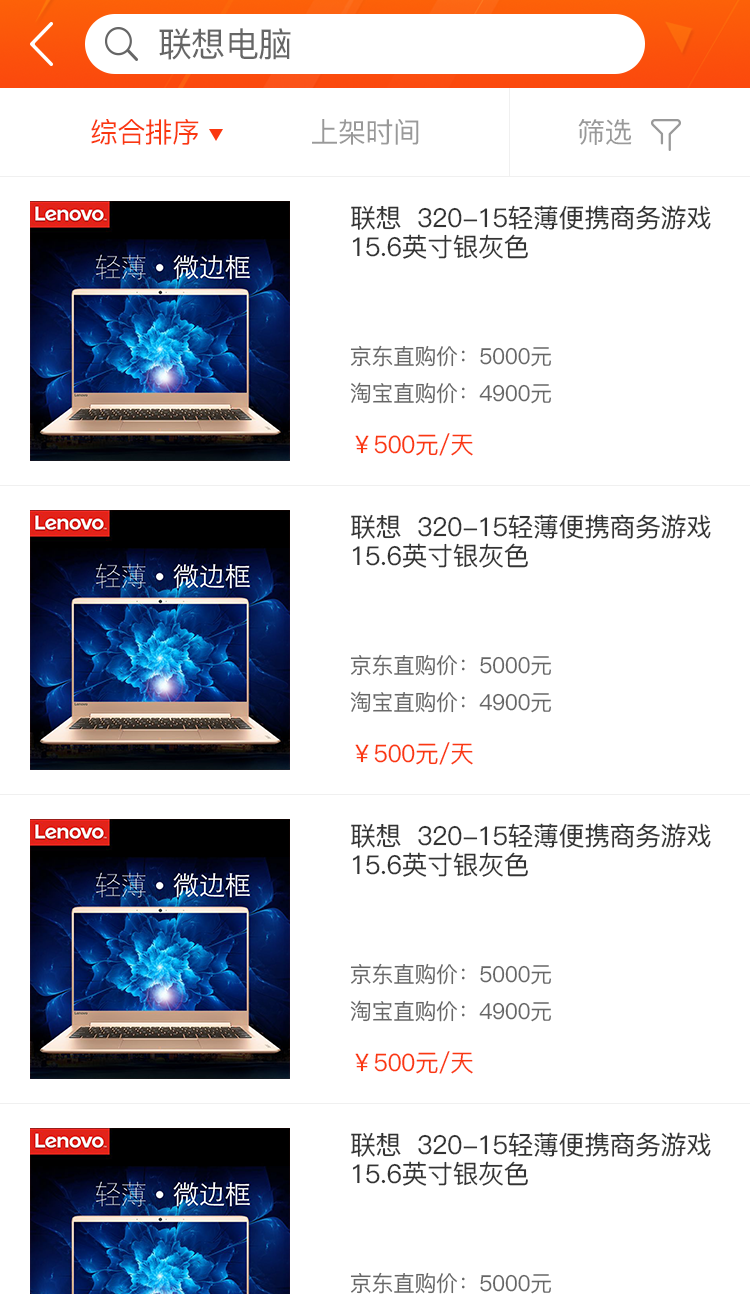 联想电脑
综合排序 ▼
上架时间
筛选
Lenovo
轻薄·微边框
联想 320-15轻薄便携商务游戏
15.6英寸银灰色
京东直购价：5000元
淘宝直购价：4900元
￥500元/天
Lenovo
轻薄·微边框
联想 320-15轻薄便携商务游戏
15.6英寸银灰色
京东直购价：5000元
淘宝直购价：4900元
￥500元/天
Lenovo
轻薄·微边框
联想 320-15轻薄便携商务游戏
15.6英寸银灰色
京东直购价：5000元
淘宝直购价：4900元
￥500元/天
Lenovo
轻薄·微边框
联想 320-15轻薄便携商务游戏
15.6英寸银灰色
京东直购价：5000元